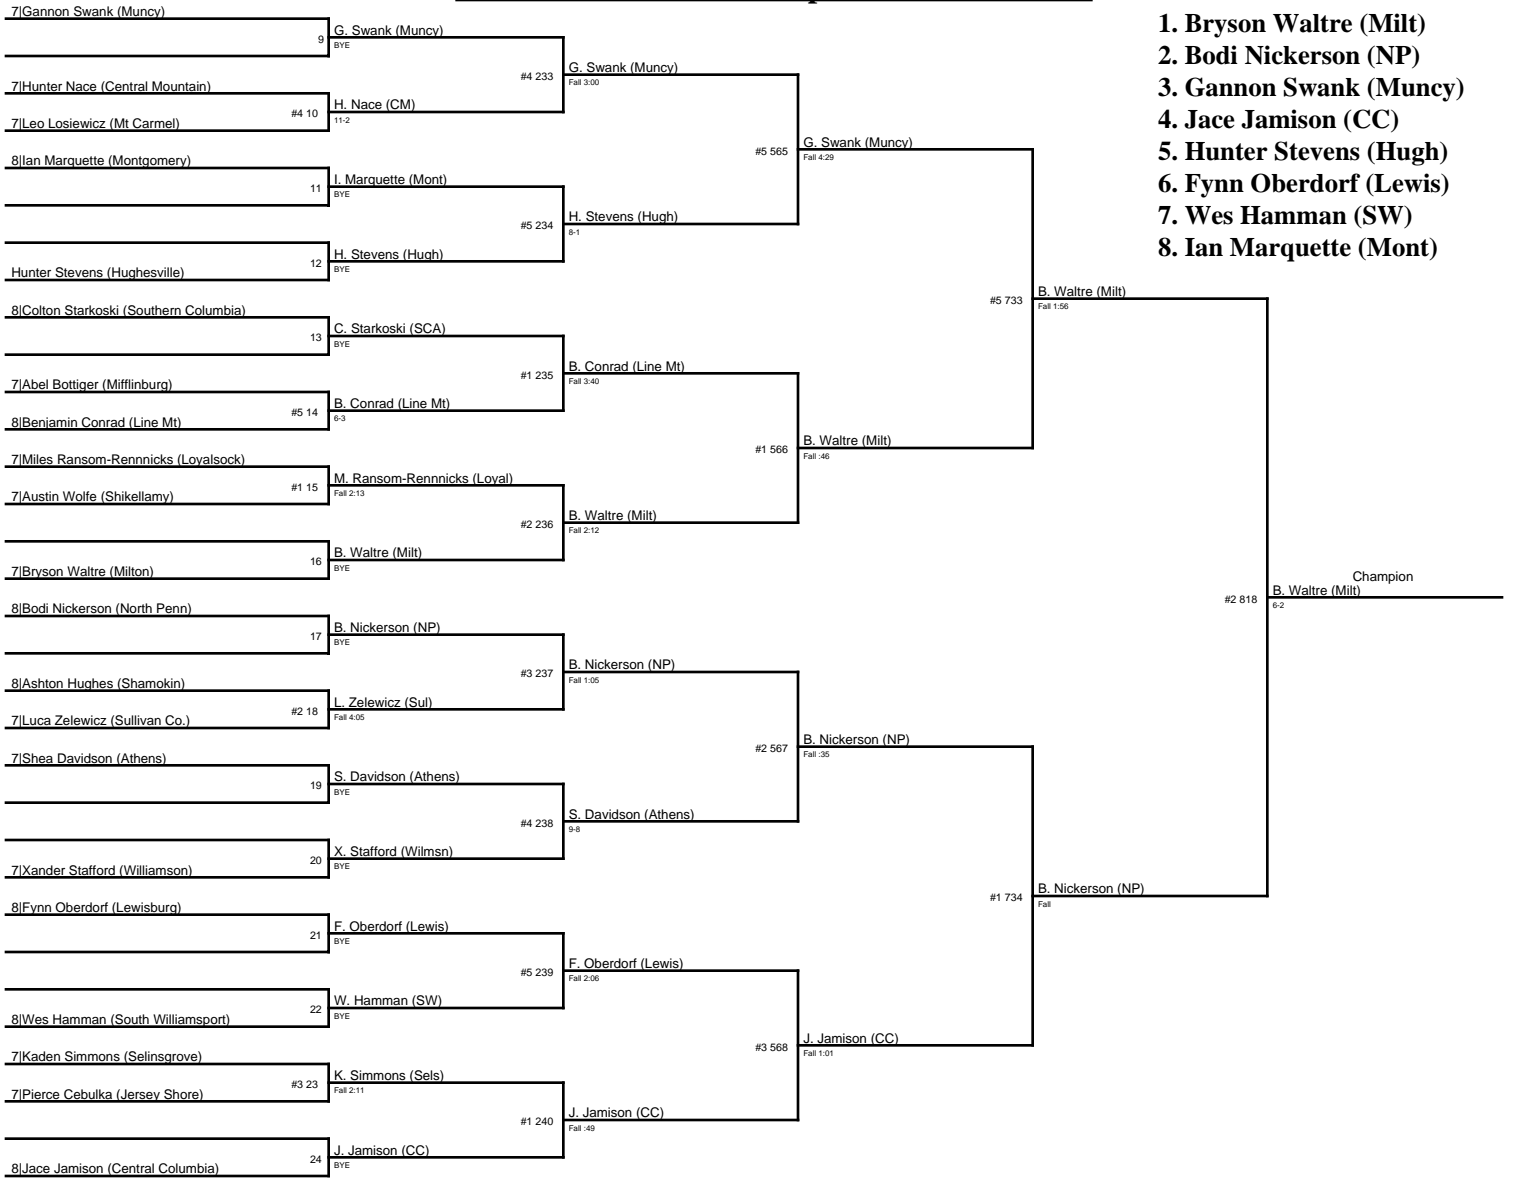 7|Gannon Swank (Muncy)
9
G. Swank (Muncy)
BYE
7|Hunter Nace (Central Mountain)
#4 10
H. Nace (CM)
11-2
7|Leo Losiewicz (Mt Carmel)
#4 233
G. Swank (Muncy)
Fall 3:00
8|Ian Marquette (Montgomery)
11
I. Marquette (Mont)
BYE
#5 234
H. Stevens (Hugh)
8-1
12
H. Stevens (Hugh)
BYE
Hunter Stevens (Hughesville)
#5 565
G. Swank (Muncy)
Fall 4:29
8|Colton Starkoski (Southern Columbia)
13
C. Starkoski (SCA)
BYE
7|Abel Bottiger (Mifflinburg)
#5 14
B. Conrad (Line Mt)
6-3
8|Benjamin Conrad (Line Mt)
#1 235
B. Conrad (Line Mt)
Fall 3:40
7|Miles Ransom-Rennnicks (Loyalsock)
#1 15
M. Ransom-Rennnicks (Loyal)
Fall 2:13
7|Austin Wolfe (Shikellamy)
#2 236
B. Waltre (Milt)
Fall 2:12
16
B. Waltre (Milt)
BYE
7|Bryson Waltre (Milton)
#1 566
B. Waltre (Milt)
Fall :46
#5 733
B. Waltre (Milt)
Fall 1:56
8|Bodi Nickerson (North Penn)
17
B. Nickerson (NP)
BYE
8|Ashton Hughes (Shamokin)
#2 18
L. Zelewicz (Sul)
Fall 4:05
7|Luca Zelewicz (Sullivan Co.)
#3 237
B. Nickerson (NP)
Fall 1:05
7|Shea Davidson (Athens)
19
S. Davidson (Athens)
BYE
#4 238
S. Davidson (Athens)
9-8
20
X. Stafford (Wilmsn)
BYE
7|Xander Stafford (Williamson)
#2 567
B. Nickerson (NP)
Fall :35
8|Fynn Oberdorf (Lewisburg)
21
F. Oberdorf (Lewis)
BYE
#5 239
F. Oberdorf (Lewis)
Fall 2:06
22
W. Hamman (SW)
BYE
8|Wes Hamman (South Williamsport)
7|Kaden Simmons (Selinsgrove)
#3 23
K. Simmons (Sels)
Fall 2:11
7|Pierce Cebulka (Jersey Shore)
#1 240
J. Jamison (CC)
Fall :49
24
J. Jamison (CC)
BYE
8|Jace Jamison (Central Columbia)
#3 568
J. Jamison (CC)
Fall 1:01
#1 734
B. Nickerson (NP)
Fall
#2 818
Champion
B. Waltre (Milt)
6-2
1. Bryson Waltre (Milt)
2. Bodi Nickerson (NP)
3. Gannon Swank (Muncy)
4. Jace Jamison (CC)
5. Hunter Stevens (Hugh)
6. Fynn Oberdorf (Lewis)
7. Wes Hamman (SW)
8. Ian Marquette (Mont)